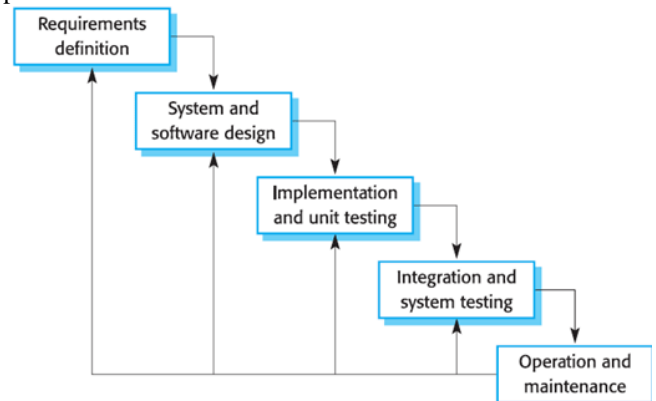 Requirements
definition
System and
software design
Implementation
and unit testing
Integration and
system testing
Operation and
maintenance